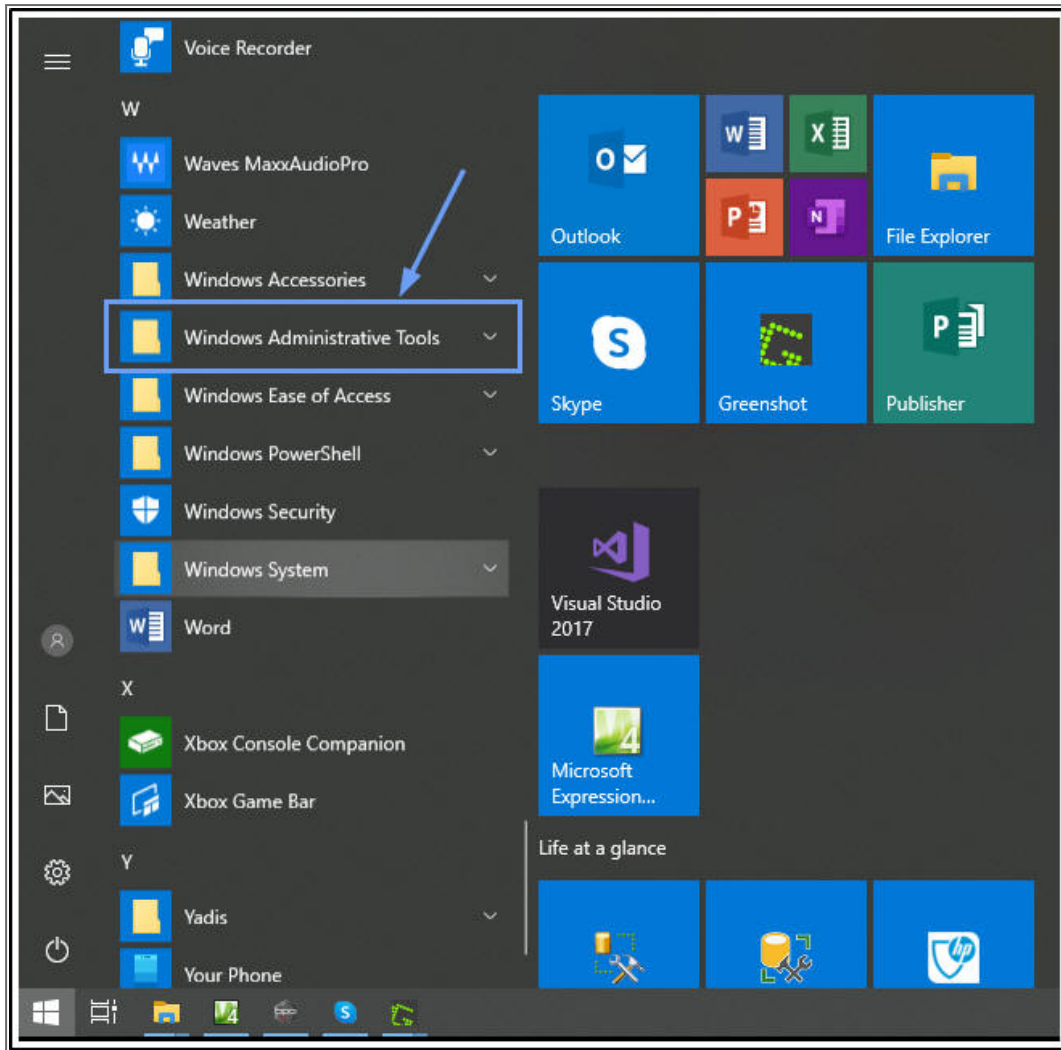 Voice Recorder
W
Waves MaxxAudioPro
Weather
Windows Accessories
Windows Administrative Tools
Windows Ease of Access
Windows PowerShell
Windows Security
Windows System
Word
X
Xbox Console Companion
Xbox Game Bar
Y
Yadis
Your Phone
Outlook
File Explorer
Skype
Greenshot
Publisher
Visual Studio
2017
Microsoft
Expression...
Life at a glance